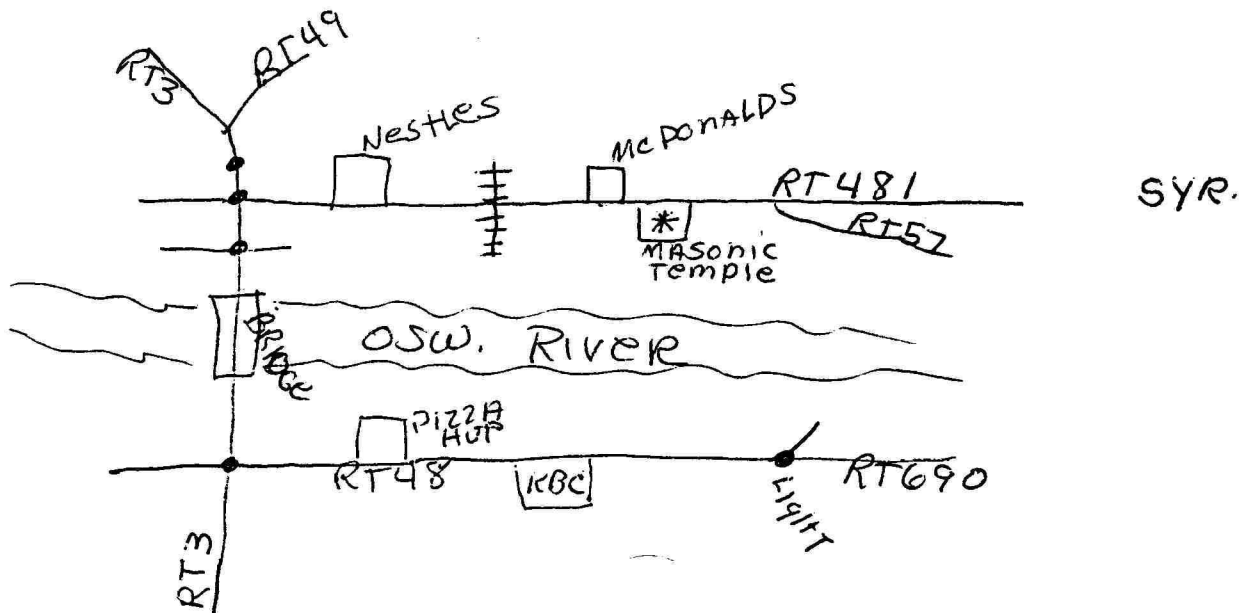 RT3
RT49
Nestles
McDONALDS
RT481
SYR.
RT57
MASonic
Temple
BRIDGE
OSW. RIVER
PIZZA
HUT
RT48
KBC
LIGHT
RT690
RT3